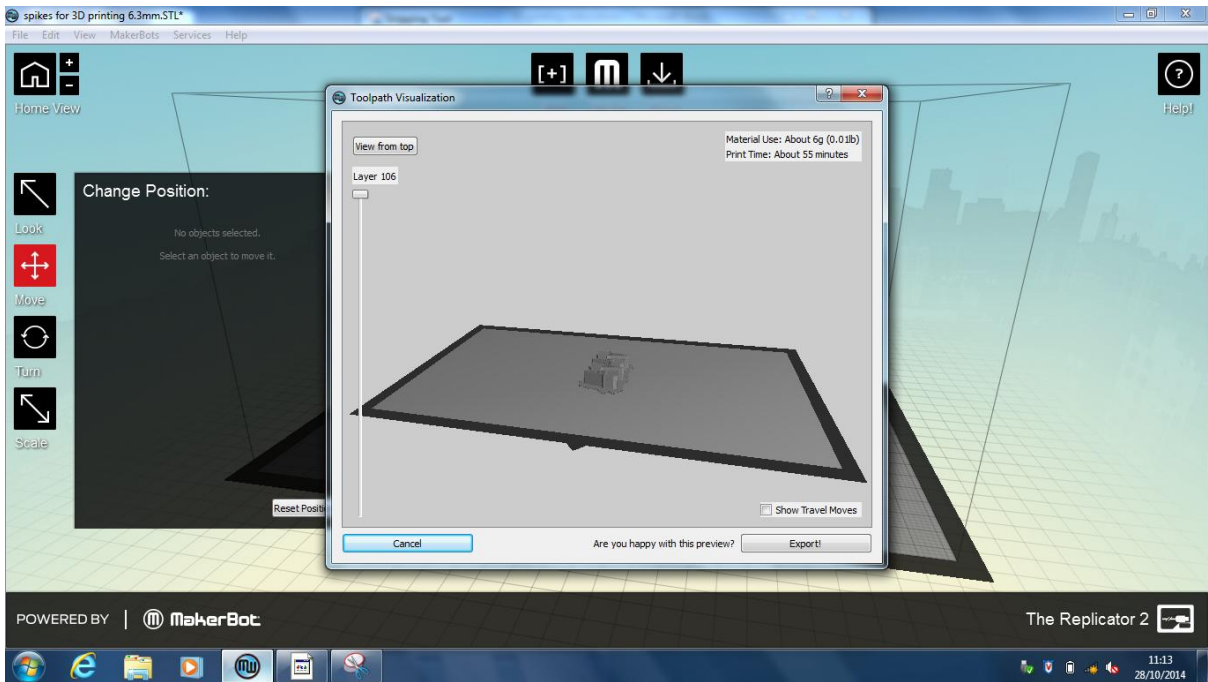 spikes for 3D printing 6.3mm.STL*
File Edit View MakerBots Services Help
Home View
Help!
Toolpath Visualization
View from top
Material Use: About 6g (0.01lb)
Print Time: About 55 minutes
Layer 106
Change Position:
No objects selected.
Select an object to move it.
Look
Move
Turn
Scale
Reset Positi
Show Travel Moves
Cancel
Are you happy with this preview?
Export!
POWERED BY | MakerBot
The Replicator 2
11:13
28/10/2014